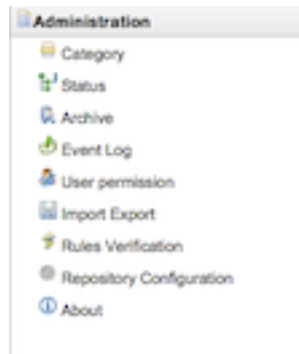 Administration
Category
Status
Archive
Event Log
User permission
Import Export
Rules Verification
Repository Configuration
About